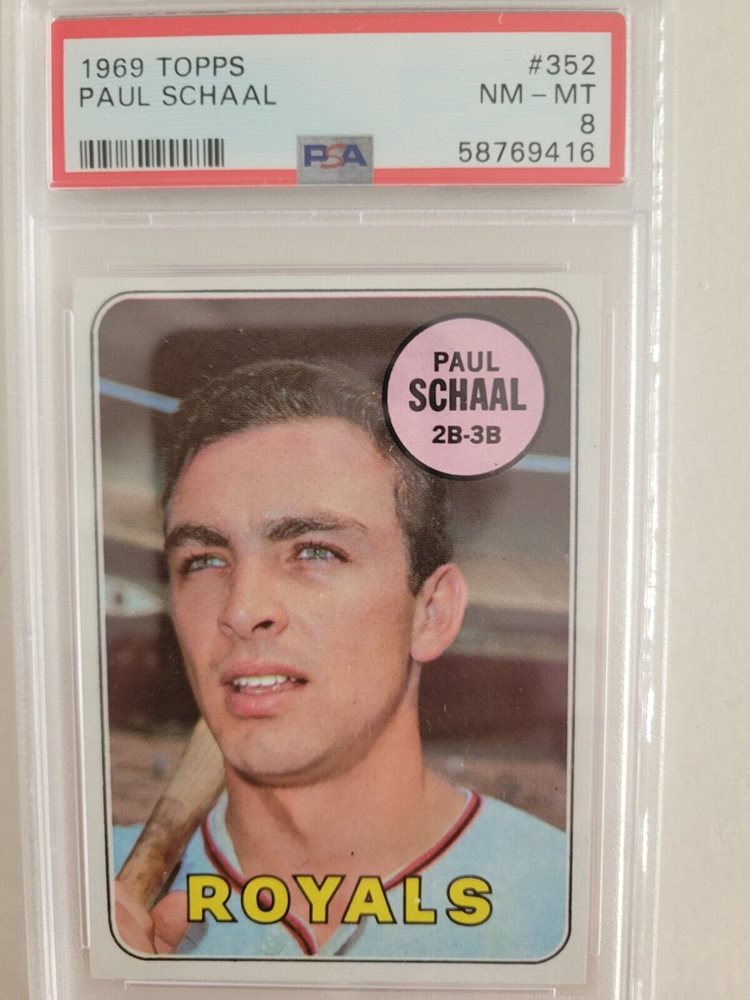 1969 TOPPS #352
PAUL SCHAAL NM – MT
8
PSA 58769416
PAUL
SCHAAL
2B-3B
ROYALS